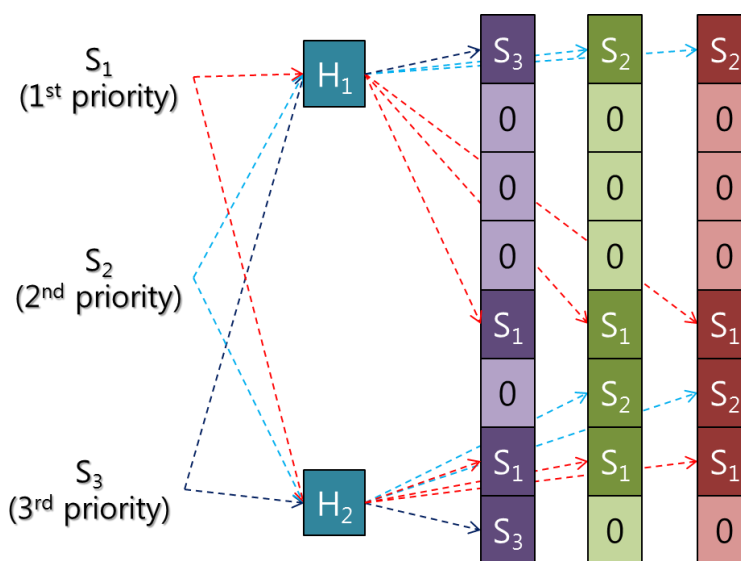 S₁
(1ˢᵗ priority)
S₂
(2ⁿᵈ priority)
S₃
(3ʳᵈ priority)
H₁
H₂
S₃
0
0
0
S₁
0
S₁
S₃
S₂
0
0
0
S₁
S₂
S₁
0
S₂
0
0
0
S₁
S₂
S₁
0